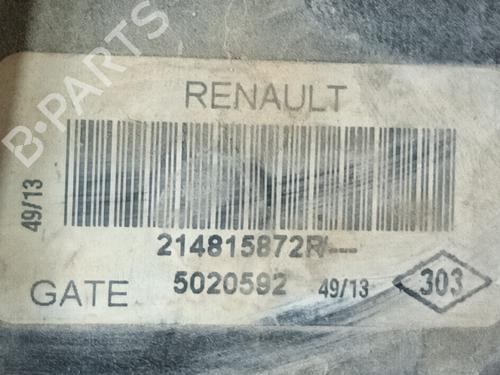 B-PARTS
RENAULT
49/13
214815872R---
GATE 5020592 49/13 303